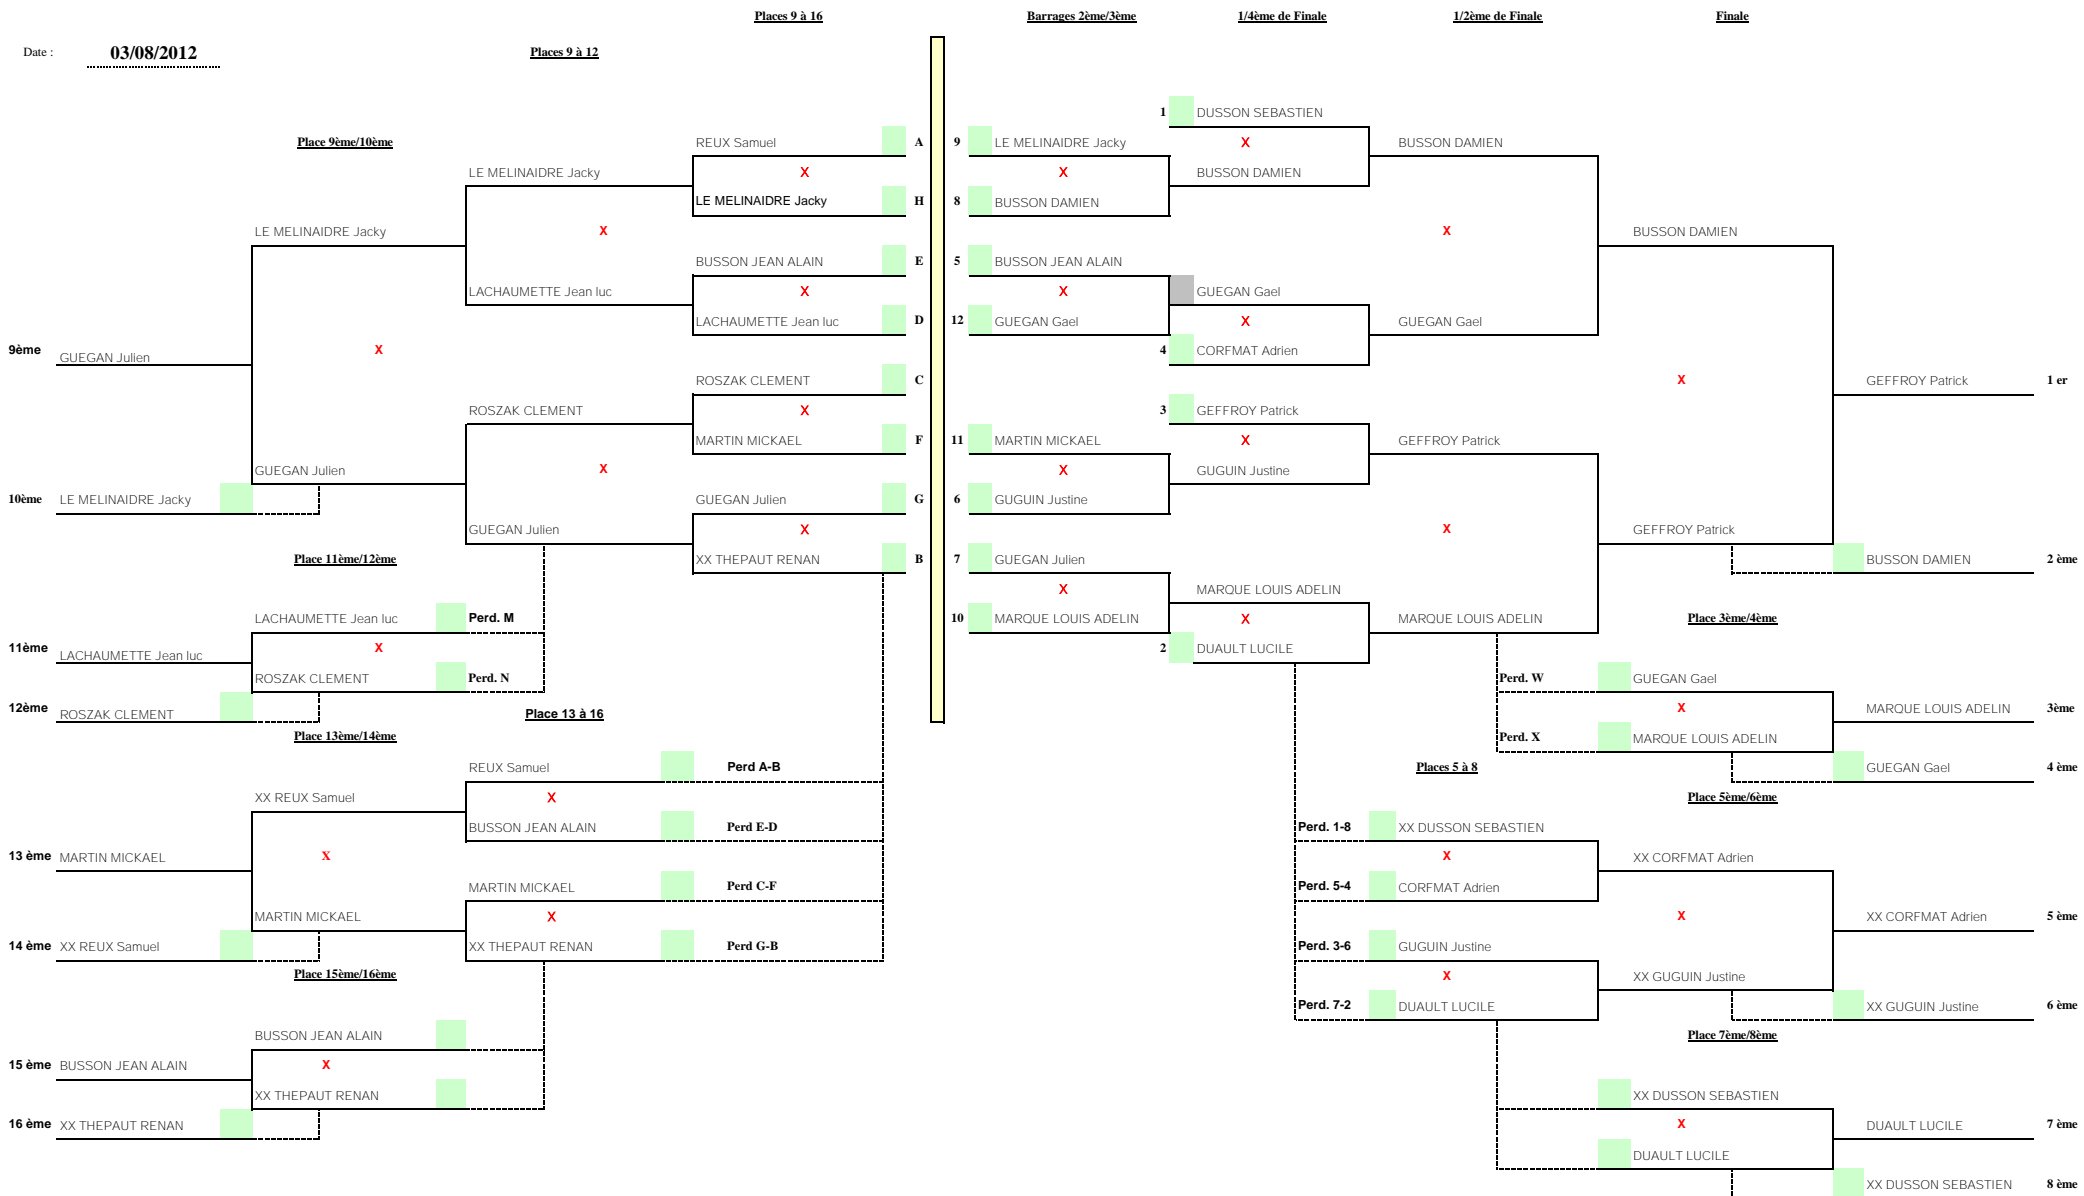 Places 9 à 16 Barrages 2ème/3ème 1/4ème de Finale 1/2ème de Finale Finale
Date : 03/08/2012 Places 9 à 12
1 DUSSON SEBASTIEN
Place 9ème/10ème REUX Samuel A 9 LE MELINAIDRE Jacky X BUSSON DAMIEN
LE MELINAIDRE Jacky X X BUSSON DAMIEN
LE MELINAIDRE Jacky H 8 BUSSON DAMIEN
LE MELINAIDRE Jacky X X BUSSON DAMIEN
BUSSON JEAN ALAIN E 5 BUSSON JEAN ALAIN
LACHAUMETTE Jean luc X X GUEGAN Gael
LACHAUMETTE Jean luc D 12 GUEGAN Gael X GUEGAN Gael
9ème GUEGAN Julien X 4 CORFMAT Adrien
ROSZAK CLEMENT C X GEFFROY Patrick 1 er
ROSZAK CLEMENT X 3 GEFFROY Patrick
MARTIN MICKAEL F 11 MARTIN MICKAEL X GEFFROY Patrick
GUEGAN Julien X X GUGUIN Justine
10ème LE MELINAIDRE Jacky GUEGAN Julien G 6 GUGUIN Justine
GUEGAN Julien X X GEFFROY Patrick
Place 11ème/12ème XX THEPAUT RENAN B 7 GUEGAN Julien BUSSON DAMIEN 2 ème
X MARQUE LOUIS ADELIN
LACHAUMETTE Jean luc Perd. M 10 MARQUE LOUIS ADELIN X MARQUE LOUIS ADELIN Place 3ème/4ème
11ème LACHAUMETTE Jean luc X 2 DUAULT LUCILE
ROSZAK CLEMENT Perd. N Perd. W GUEGAN Gael
12ème ROSZAK CLEMENT Place 13 à 16 X MARQUE LOUIS ADELIN 3ème
Place 13ème/14ème Perd. X MARQUE LOUIS ADELIN
REUX Samuel Perd A-B Places 5 à 8 GUEGAN Gael 4 ème
XX REUX Samuel X Place 5ème/6ème
BUSSON JEAN ALAIN Perd E-D Perd. 1-8 XX DUSSON SEBASTIEN
13 ème MARTIN MICKAEL X X XX CORFMAT Adrien
MARTIN MICKAEL Perd C-F Perd. 5-4 CORFMAT Adrien
MARTIN MICKAEL X X XX CORFMAT Adrien 5 ème
14 ème XX REUX Samuel XX THEPAUT RENAN Perd G-B Perd. 3-6 GUGUIN Justine
Place 15ème/16ème X XX GUGUIN Justine
Perd. 7-2 DUAULT LUCILE XX GUGUIN Justine 6 ème
BUSSON JEAN ALAIN Place 7ème/8ème
15 ème BUSSON JEAN ALAIN X
XX THEPAUT RENAN XX DUSSON SEBASTIEN
16 ème XX THEPAUT RENAN X DUAULT LUCILE 7 ème
DUAULT LUCILE
XX DUSSON SEBASTIEN 8 ème